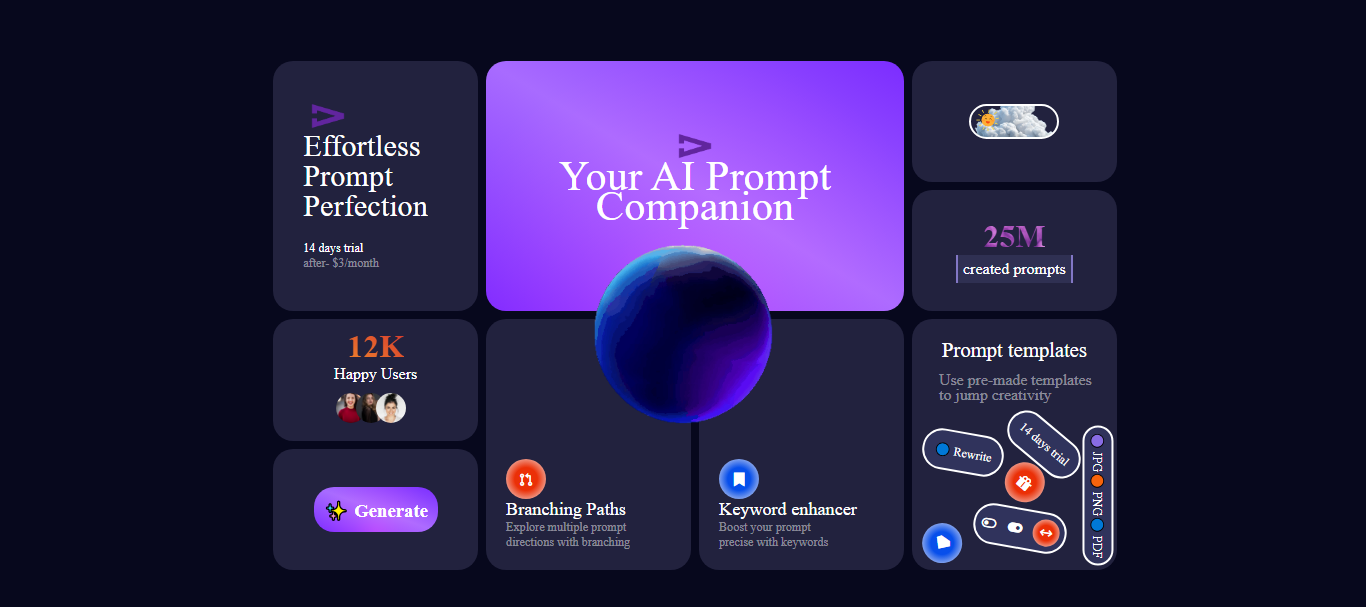 Effortless
Prompt
Perfection
14 days trial
after- $3/month
Your AI Prompt
Companion
25M
created prompts
12K
Happy Users
Generate
Branching Paths
Explore multiple prompt
directions with branching
Keyword enhancer
Boost your prompt
precise with keywords
Prompt templates
Use pre-made templates
to jump creativity
Rewrite
14 days trial
JPG
PNG
PDF